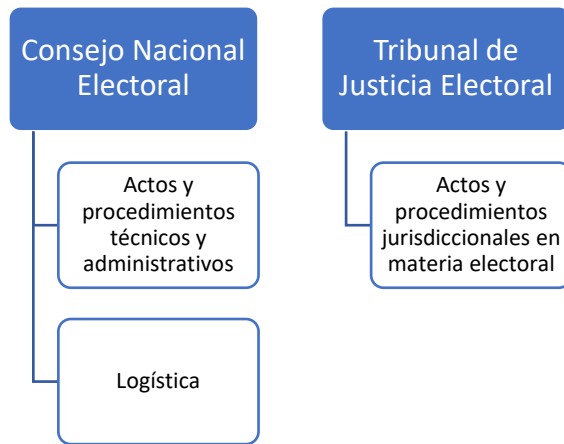 Consejo Nacional
Electoral
Actos y
procedimientos
técnicos y
administrativos
Logística
Tribunal de
Justicia Electoral
Actos y
procedimientos
jurisdiccionales en
materia electoral